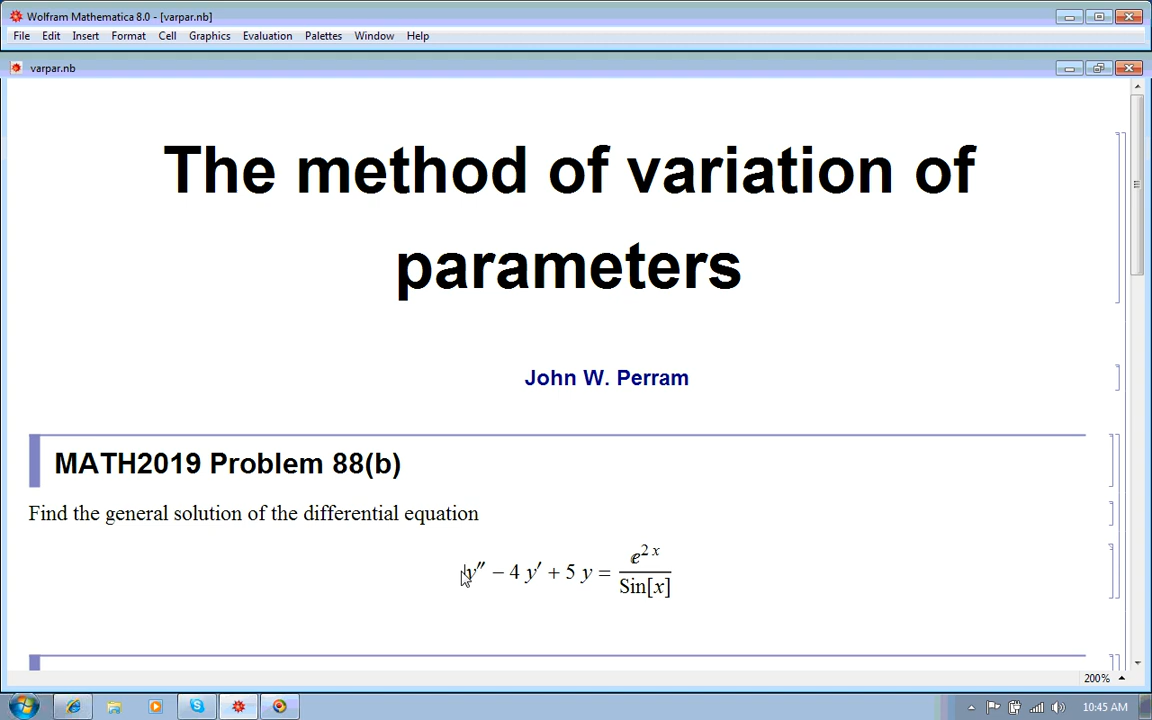 Wolfram Mathematica 8.0 - [varpar.nb]
File Edit Insert Format Cell Graphics Evaluation Palettes Window Help
varpar.nb
The method of variation of
parameters
John W. Perram
MATH2019 Problem 88(b)
Find the general solution of the differential equation
y″ − 4 y′ + 5 y = e^(2 x) / Sin[x]
200%
10:45 AM